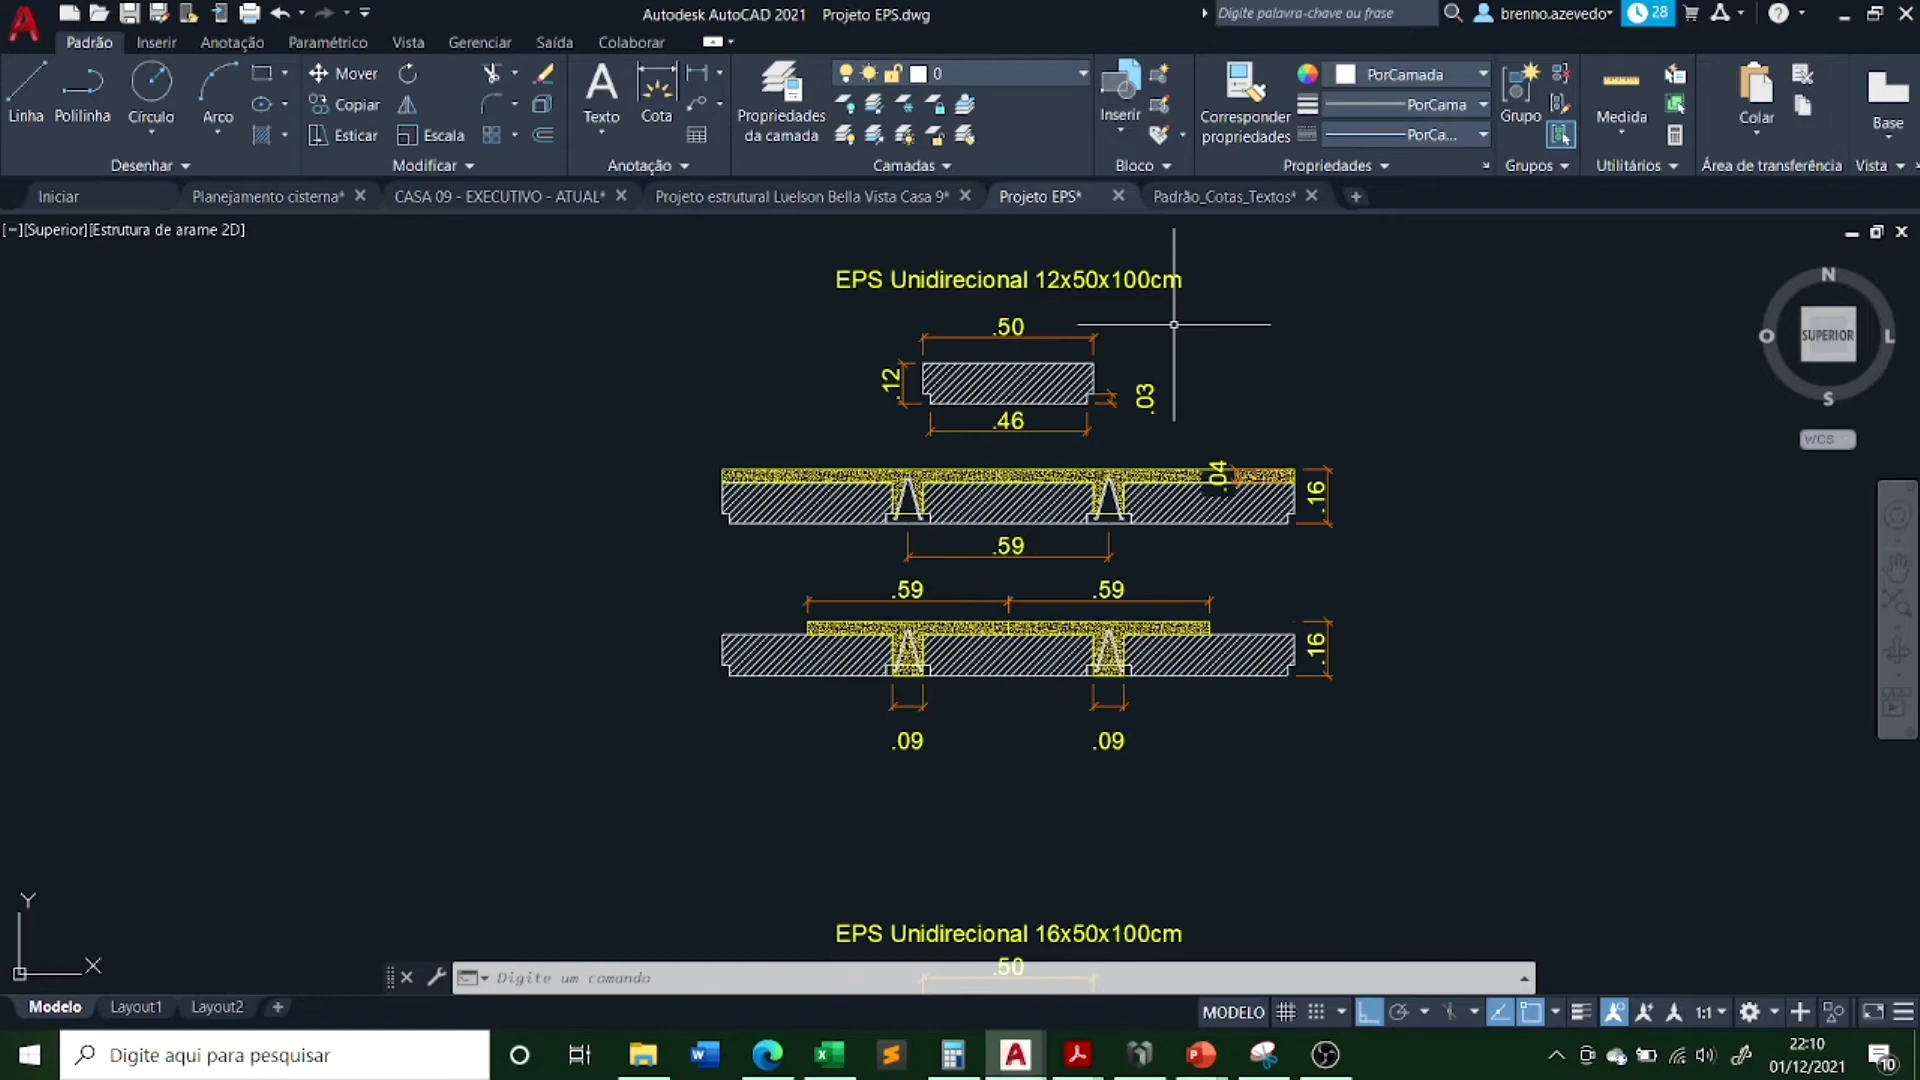 Autodesk AutoCAD 2021 Projeto EPS.dwg
Digite palavra-chave ou frase
brenno.azevedo
28
Padrão Inserir Anotação Paramétrico Vista Gerenciar Saída Colaborar
Linha Polilinha Círculo Arco
Mover
Copiar
Esticar Escala
Texto Cota
Propriedades da camada
0
Inserir
Corresponder propriedades
PorCamada
PorCama
PorCa...
Grupo
Medida
Colar
Base
Desenhar Modificar Anotação Camadas Bloco Propriedades Grupos Utilitários Área de transferência Vista
Iniciar Planejamento cisterna* CASA 09 - EXECUTIVO - ATUAL* Projeto estrutural Luelson Bella Vista Casa 9* Projeto EPS* Padrão_Cotas_Textos*
[−][Superior][Estrutura de arame 2D]
N
O SUPERIOR L
S
WCS
EPS Unidirecional 12x50x100cm
.50
.12
.03
.46
.04
.16
.59
.59 .59
.16
.09 .09
EPS Unidirecional 16x50x100cm
.50
Y
X
Digite um comando
Modelo Layout1 Layout2
MODELO 1:1
Digite aqui para pesquisar
22:10
01/12/2021
10